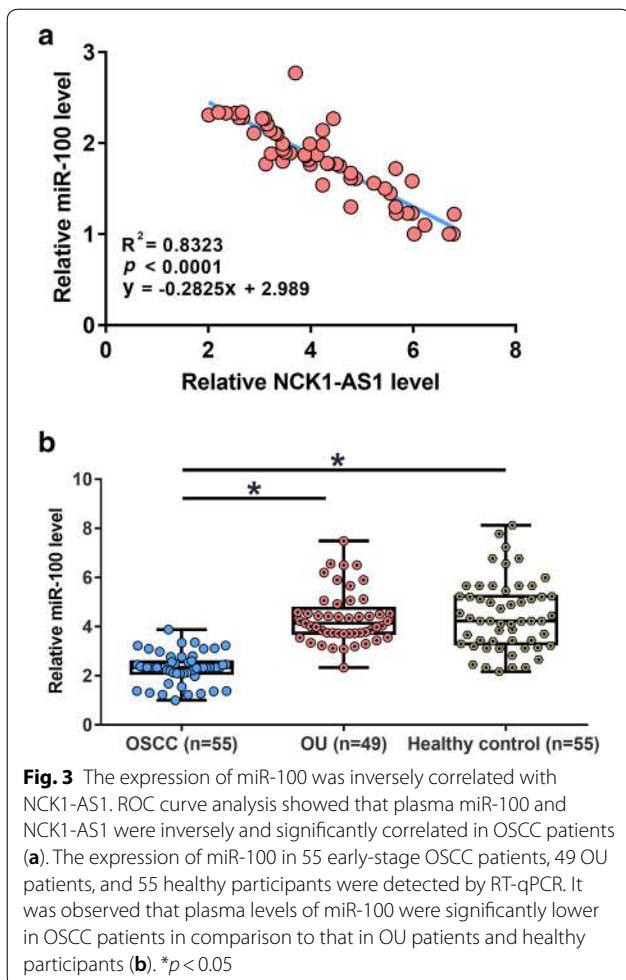 a
3
2
1
0
Relative miR-100 level
R² = 0.8323
p < 0.0001
y = -0.2825x + 2.989
0 2 4 6 8
Relative NCK1-AS1 level
b
10
8
6
4
2
0
Relative miR-100 level
*
*
OSCC (n=55) OU (n=49) Healthy control (n=55)
Fig. 3 The expression of miR-100 was inversely correlated with
NCK1-AS1. ROC curve analysis showed that plasma miR-100 and
NCK1-AS1 were inversely and significantly correlated in OSCC patients
(a). The expression of miR-100 in 55 early-stage OSCC patients, 49 OU
patients, and 55 healthy participants were detected by RT-qPCR. It
was observed that plasma levels of miR-100 were significantly lower
in OSCC patients in comparison to that in OU patients and healthy
participants (b). *p < 0.05